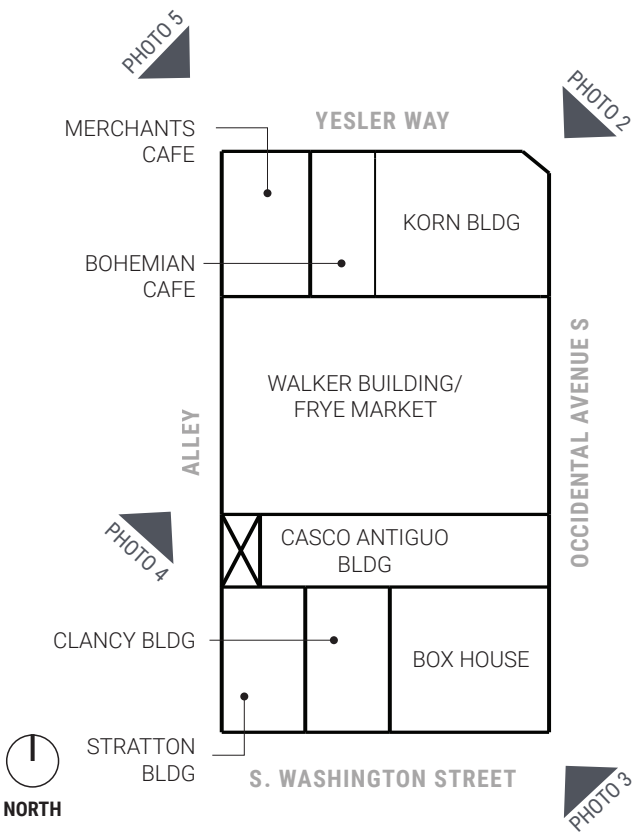 PHOTO 5
PHOTO 2
YESLER WAY
MERCHANTS
CAFE
KORN BLDG
BOHEMIAN
CAFE
WALKER BUILDING/
FRYE MARKET
OCCIDENTAL AVENUE S
ALLEY
PHOTO 4
CASCO ANTIGUO
BLDG
CLANCY BLDG
BOX HOUSE
STRATTON
BLDG
S. WASHINGTON STREET
NORTH
PHOTO 3